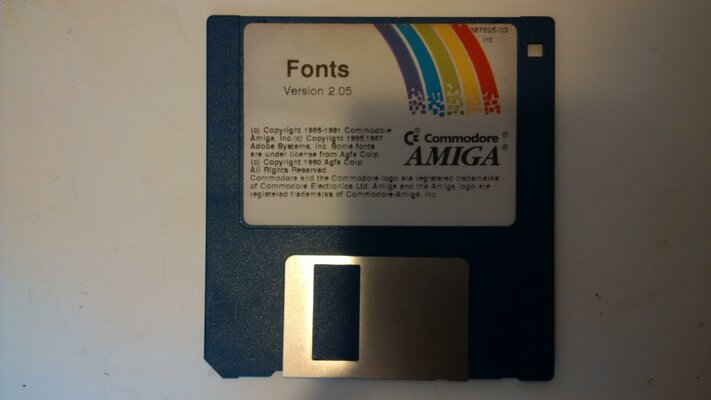 367825-03
Int.
Fonts
Version 2.05
(c) Copyright 1985-1991 Commodore
Amiga, Inc.(c) Copyright 1985,1987
Adobe Systems, Inc. Some fonts
are under license from Agfa Corp.
(c) Copyright 1990 Agfa Corp.
All Rights Reserved.
Commodore and the Commodore logo are registered trademarks
of Commodore Electronics Ltd. Amiga and the Amiga logo are
registered trademarks of Commodore-Amiga, Inc.
Commodore®
AMIGA®